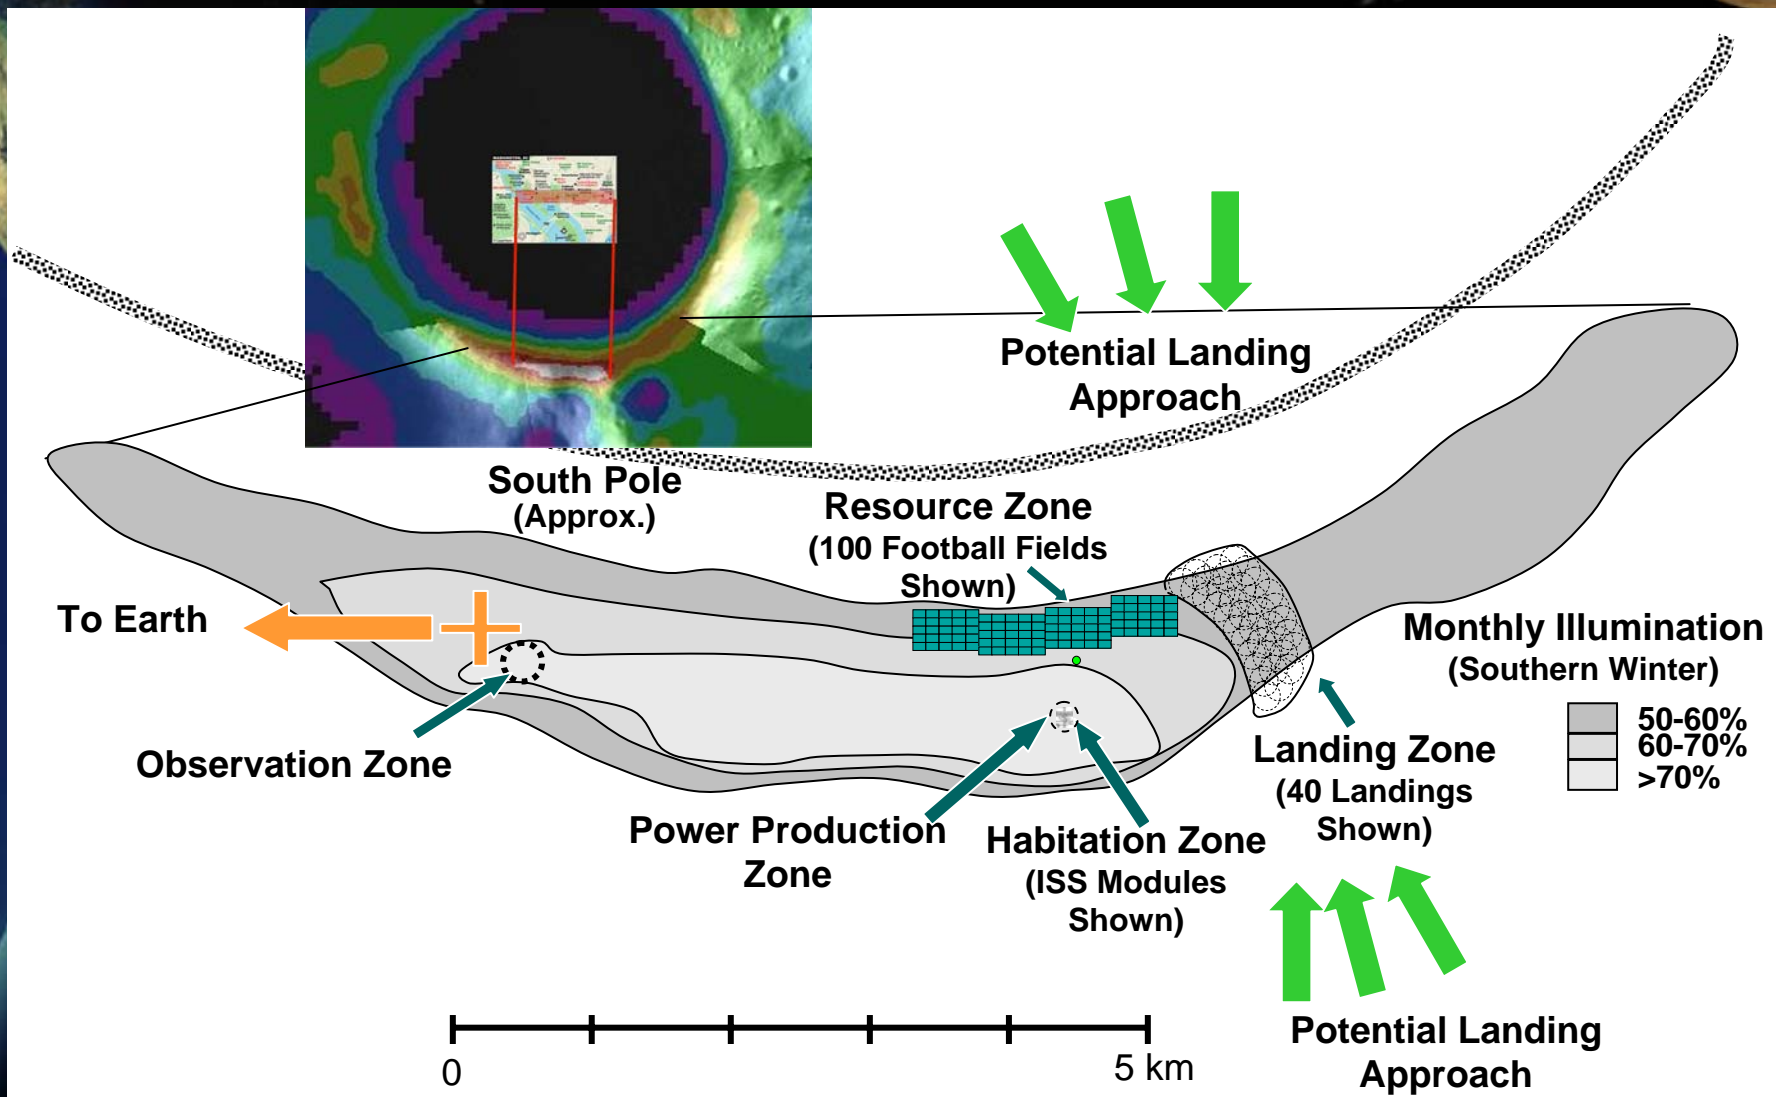 Potential Landing
Approach
South Pole
(Approx.)
Resource Zone
(100 Football Fields
Shown)
To Earth
Monthly Illumination
(Southern Winter)
50-60%
60-70%
>70%
Observation Zone
Landing Zone
(40 Landings
Shown)
Power Production
Zone
Habitation Zone
(ISS Modules
Shown)
Potential Landing
Approach
0
5 km